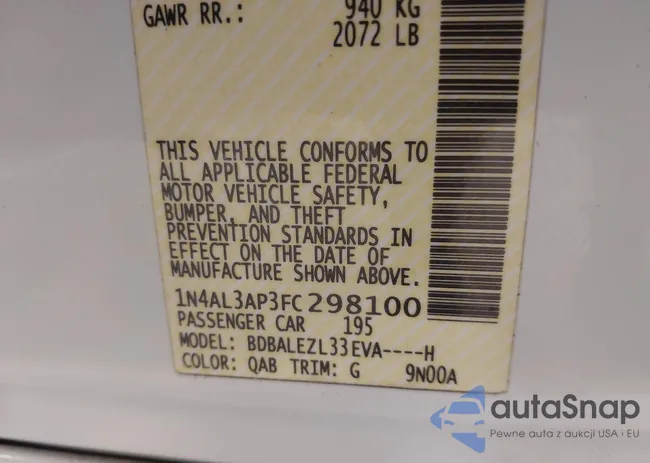 GAWR RR.: 940 KG
2072 LB
THIS VEHICLE CONFORMS TO
ALL APPLICABLE FEDERAL
MOTOR VEHICLE SAFETY,
BUMPER, AND THEFT
PREVENTION STANDARDS IN
EFFECT ON THE DATE OF
MANUFACTURE SHOWN ABOVE.
1N4AL3AP3FC298100
PASSENGER CAR 195
MODEL: BDBALEZL33EVA----H
COLOR: QAB TRIM: G 9N00A
autaSnap
Pewne auta z aukcji USA i EU